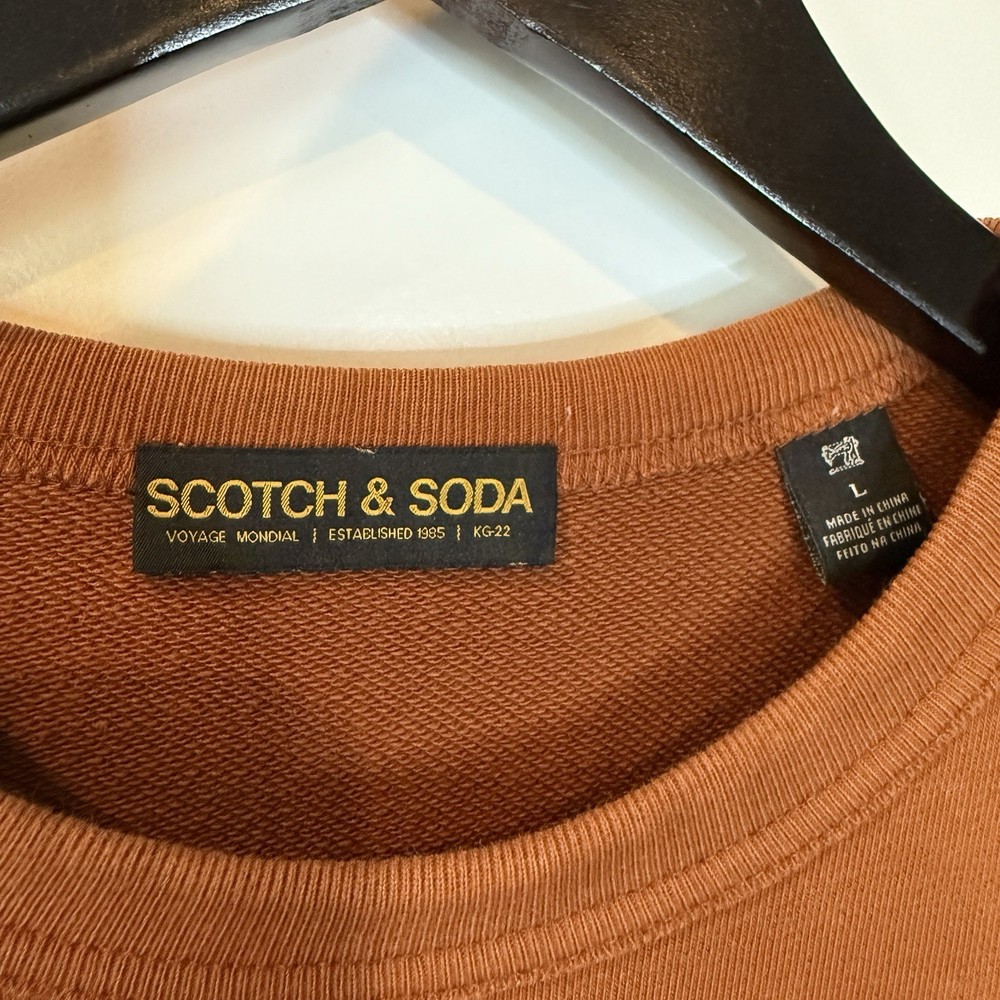 SCOTCH & SODA
VOYAGE MONDIAL ⁞ ESTABLISHED 1985 ⁞ KG-22
L
MADE IN CHINA
FABRIQUÉ EN CHINE
FEITO NA CHINA